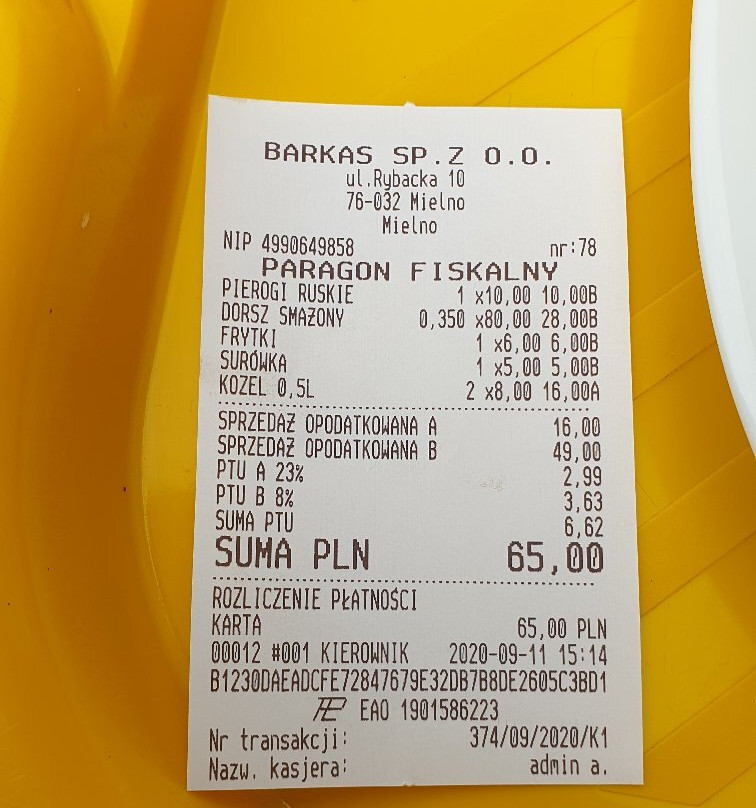 BARKAS SP.Z O.O.
ul.Rybacka 10
76-032 Mielno
Mielno
NIP 4990649858 nr:78
PARAGON FISKALNY
PIEROGI RUSKIE 1 x10,00 10,00B
DORSZ SMAŻONY 0,350 x80,00 28,00B
FRYTKI 1 x6,00 6,00B
SURÓWKA 1 x5,00 5,00B
KOZEL 0,5L 2 x8,00 16,00A
SPRZEDAŻ OPODATKOWANA A 16,00
SPRZEDAŻ OPODATKOWANA B 49,00
PTU A 23% 2,99
PTU B 8% 3,63
SUMA PTU 6,62
SUMA PLN 65,00
ROZLICZENIE PŁATNOŚCI
KARTA 65,00 PLN
00012 #001 KIEROWNIK 2020-09-11 15:14
B1230DAEADCFE72847679E32DB7B8DE2605C3BD1
EAO 1901586223
Nr transakcji: 374/09/2020/K1
Nazw. kasjera: admin a.